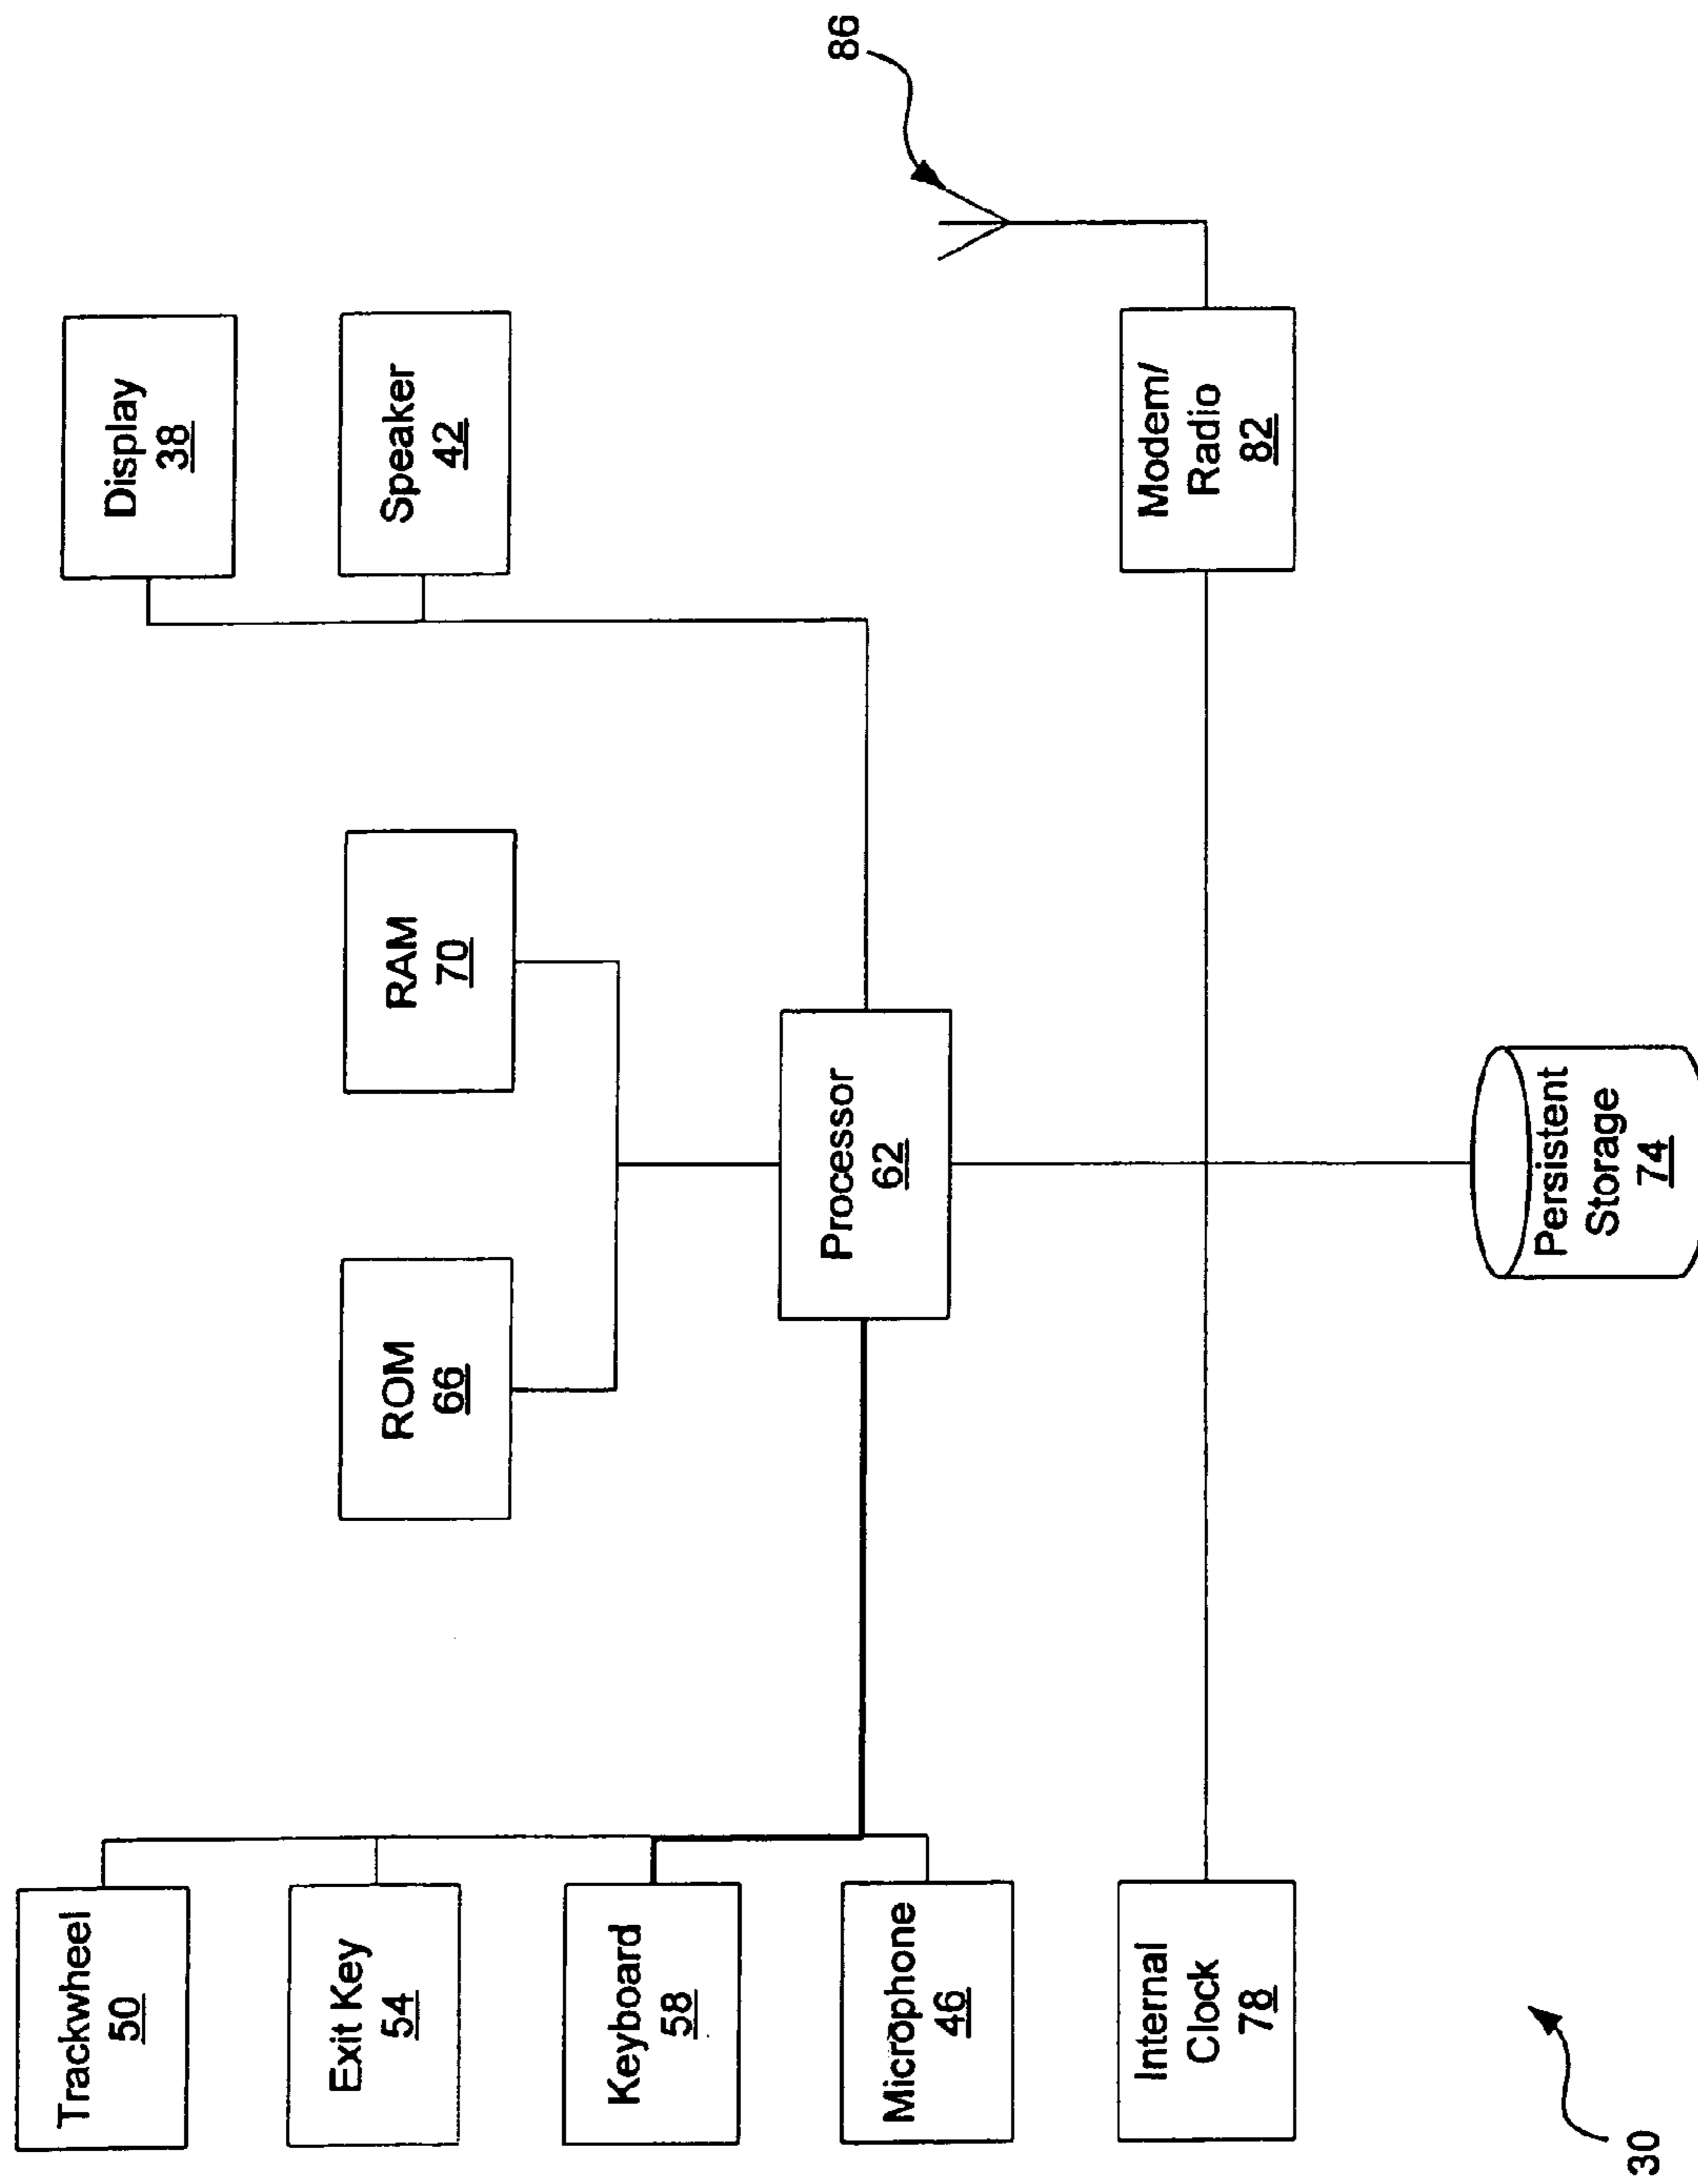 Trackwheel
50
Exit Key
54
Keyboard
58
Microphone
46
Internal
Clock
78
ROM
66
RAM
70
Processor
62
Persistent
Storage
74
Display
38
Speaker
42
Modem/
Radio
82
86
30